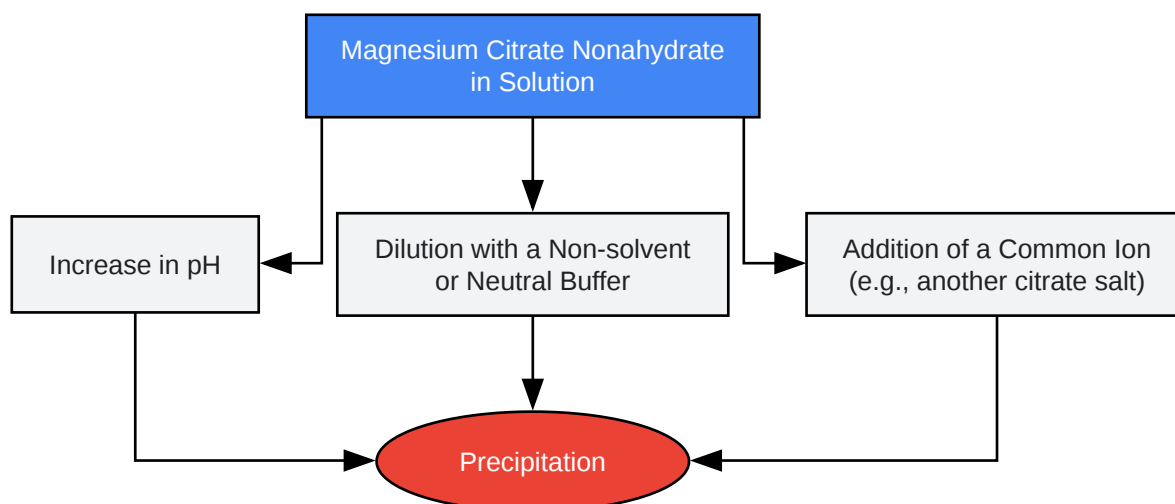 Magnesium Citrate Nonahydrate
in Solution
Increase in pH
Dilution with a Non-solvent
or Neutral Buffer
Addition of a Common Ion
(e.g., another citrate salt)
Precipitation